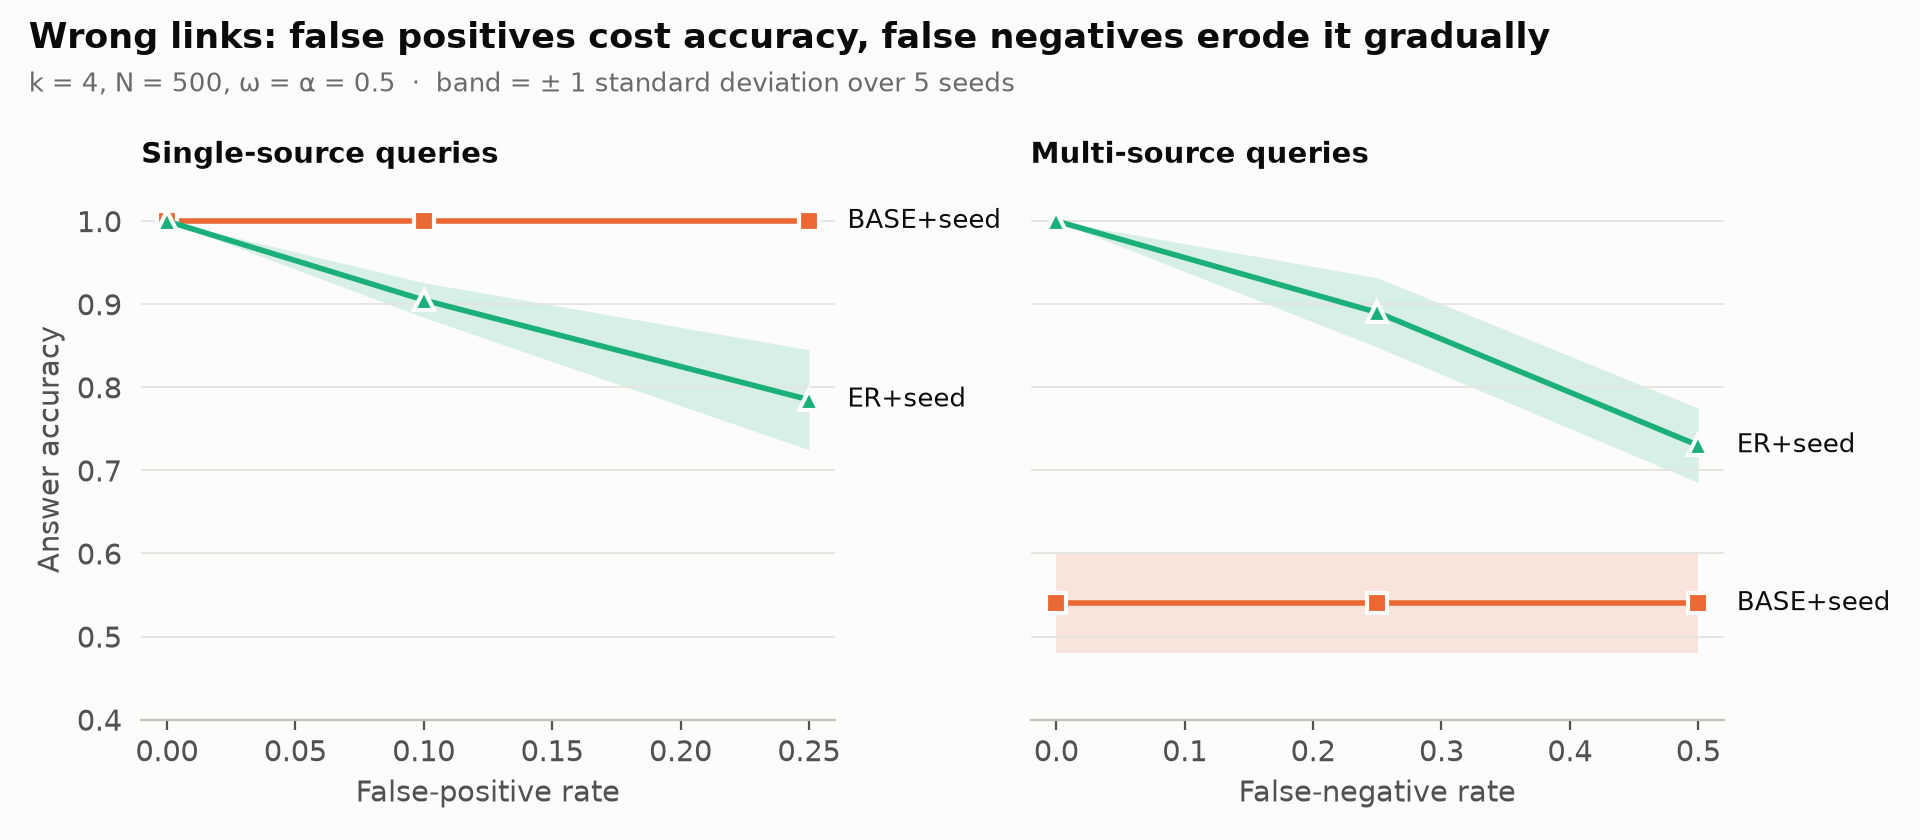 Wrong links: false positives cost accuracy, false negatives erode it gradually
k = 4, N = 500, ω = α = 0.5 · band = ± 1 standard deviation over 5 seeds
Single-source queries
Multi-source queries
Answer accuracy
1.0
0.9
0.8
0.7
0.6
0.5
0.4
BASE+seed
ER+seed
0.00 0.05 0.10 0.15 0.20 0.25
False-positive rate
ER+seed
BASE+seed
0.0 0.1 0.2 0.3 0.4 0.5
False-negative rate